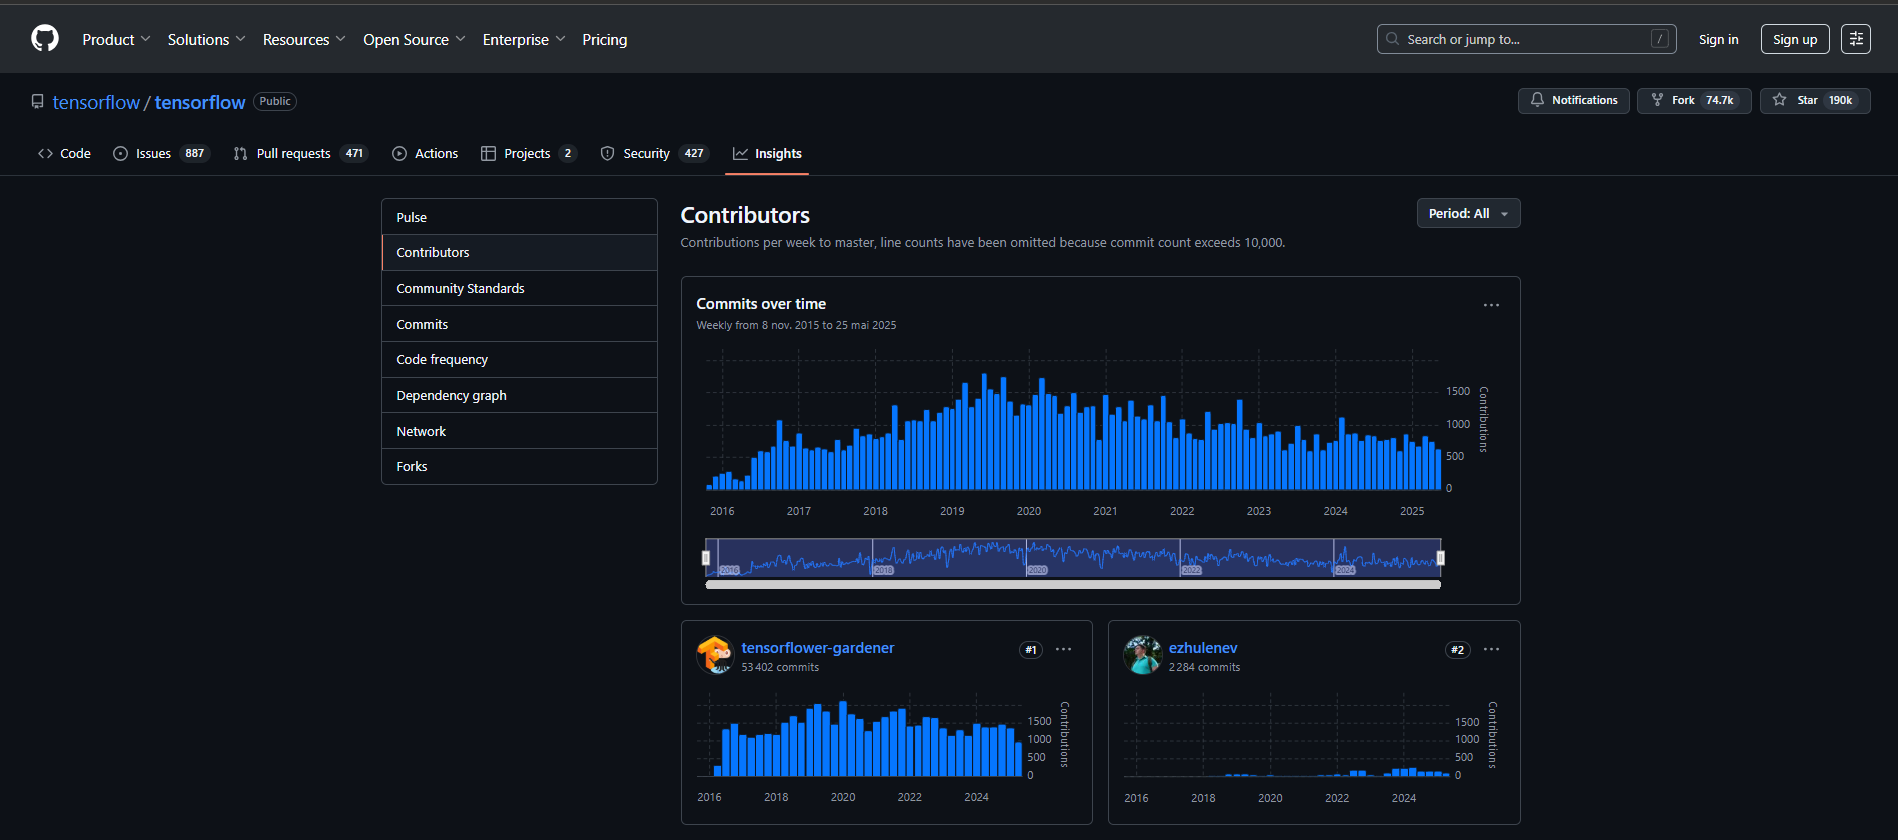 Product Solutions Resources Open Source Enterprise Pricing Search or jump to... / Sign in Sign up
tensorflow / tensorflow Public Notifications Fork 74.7k Star 190k
Code Issues 887 Pull requests 471 Actions Projects 2 Security 427 Insights
Pulse
Contributors
Community Standards
Commits
Code frequency
Dependency graph
Network
Forks
Contributors Period: All
Contributions per week to master, line counts have been omitted because commit count exceeds 10,000.
Commits over time
Weekly from 8 nov. 2015 to 25 mai 2025
1500
1000
500
0
Contributions
2016 2017 2018 2019 2020 2021 2022 2023 2024 2025
2016 2018 2020 2022 2024
tensorflower-gardener #1
53 402 commits
1500
1000
500
0
Contributions
2016 2018 2020 2022 2024
ezhulenev #2
2 284 commits
1500
1000
500
0
Contributions
2016 2018 2020 2022 2024